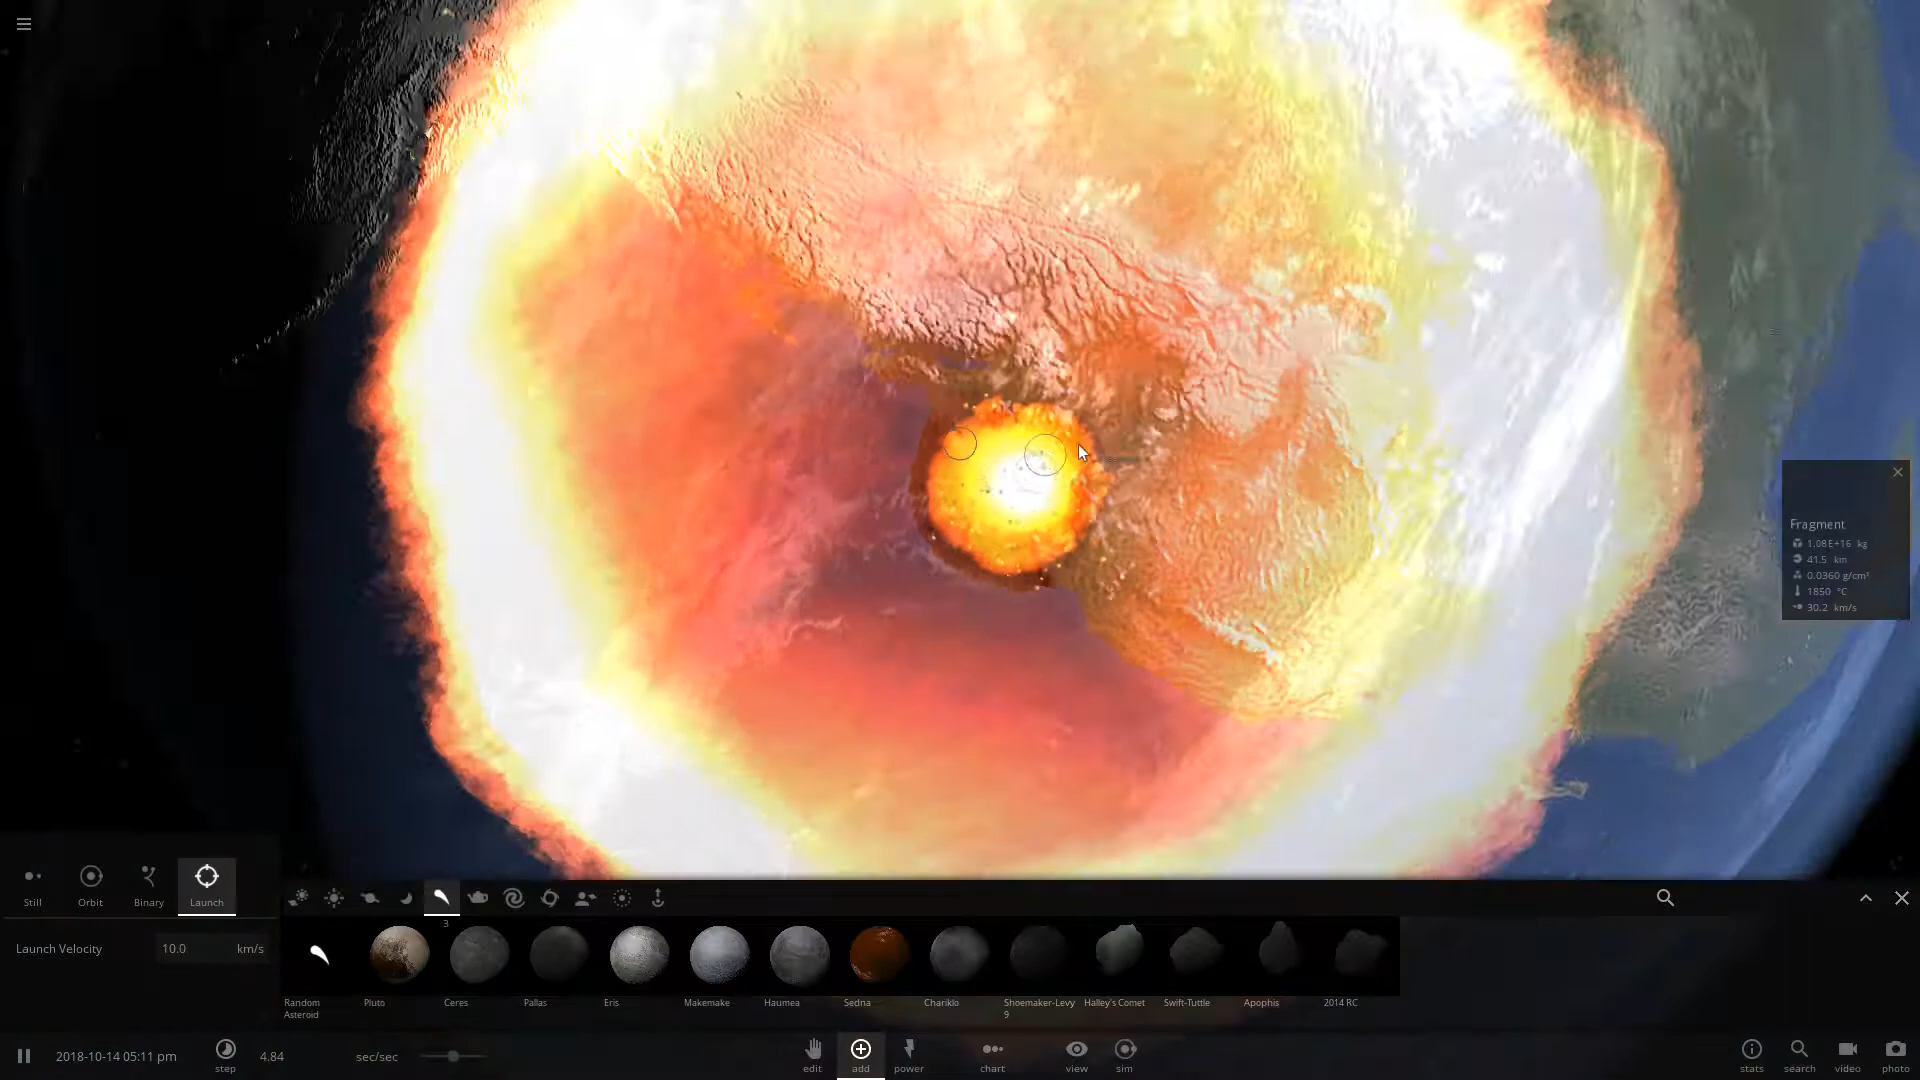 Fragment
1.08E+16 kg
41.5 km
0.0360 g/cm³
1850 °C
30.2 km/s
Still
Orbit
Binary
Launch
Launch Velocity 10.0 km/s
3
Random Asteroid
Pluto
Ceres
Pallas
Eris
Makemake
Haumea
Sedna
Chariklo
Shoemaker-Levy 9
Halley's Comet
Swift-Tuttle
Apophis
2014 RC
2018-10-14 05:11 pm
step
4.84 sec/sec
edit
add
power
chart
view
sim
stats
search
video
photo